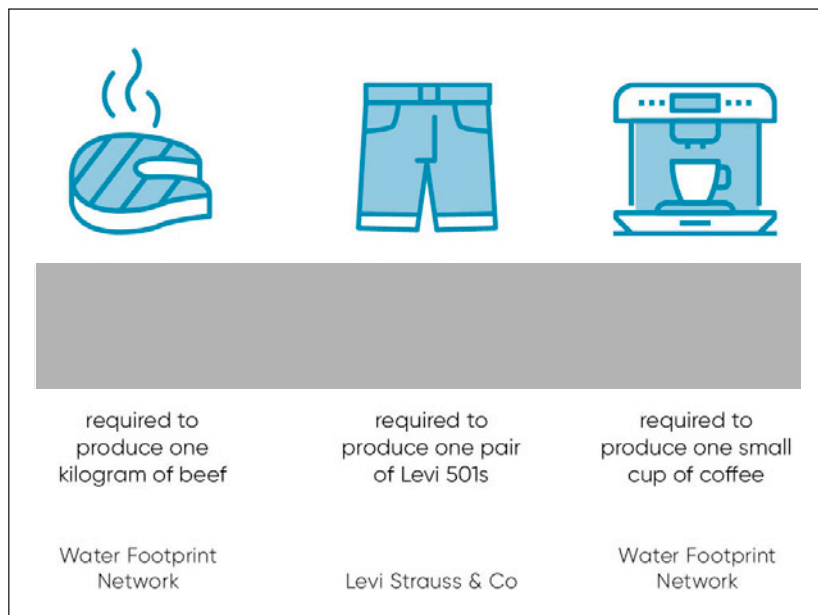 required to
produce one
kilogram of beef
required to
produce one pair
of Levi 501s
required to
produce one small
cup of coffee
Water Footprint
Network
Levi Strauss & Co
Water Footprint
Network